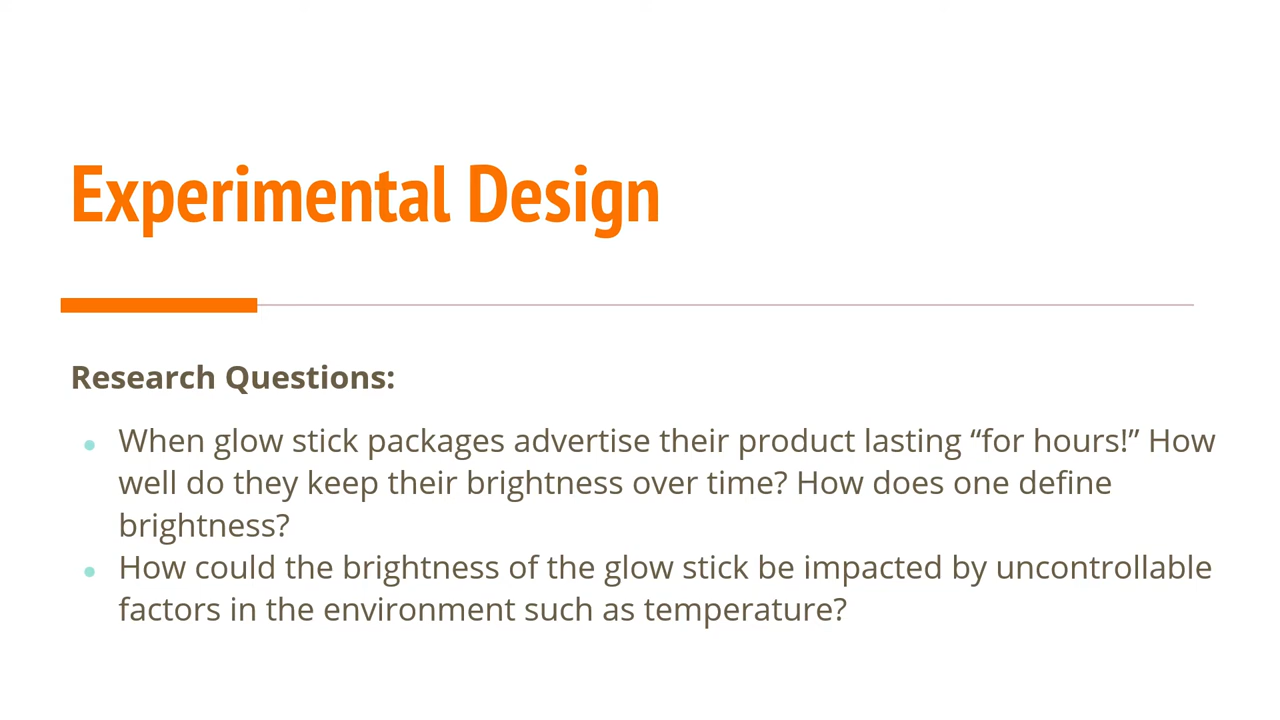 Experimental Design
Research Questions:
● When glow stick packages advertise their product lasting “for hours!” How
well do they keep their brightness over time? How does one define
brightness?
● How could the brightness of the glow stick be impacted by uncontrollable
factors in the environment such as temperature?